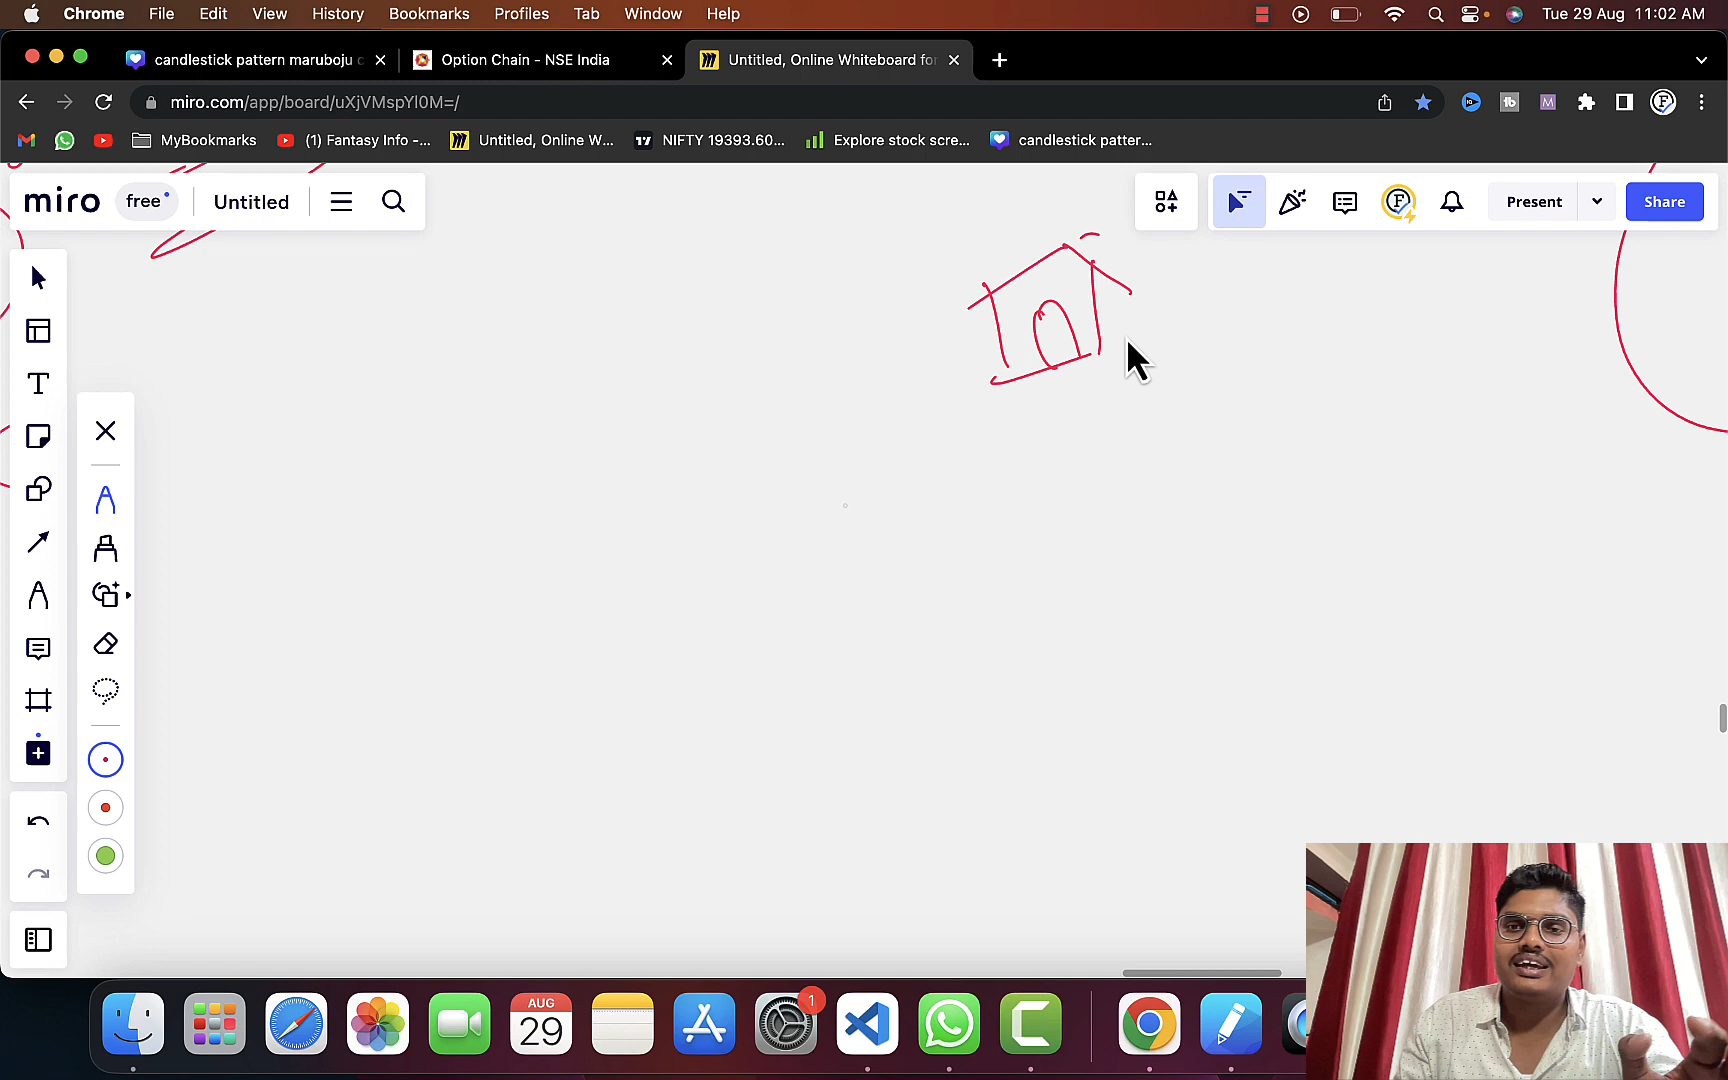 Chrome File Edit View History Bookmarks Profiles Tab Window Help Tue 29 Aug 11:02 AM
candlestick pattern maruboju c Option Chain - NSE India Untitled, Online Whiteboard for
miro.com/app/board/uXjVMspYl0M=/
MyBookmarks (1) Fantasy Info -... Untitled, Online W... NIFTY 19393.60... Explore stock scre... candlestick patter...
miro free Untitled Present Share
T
AUG
29
1